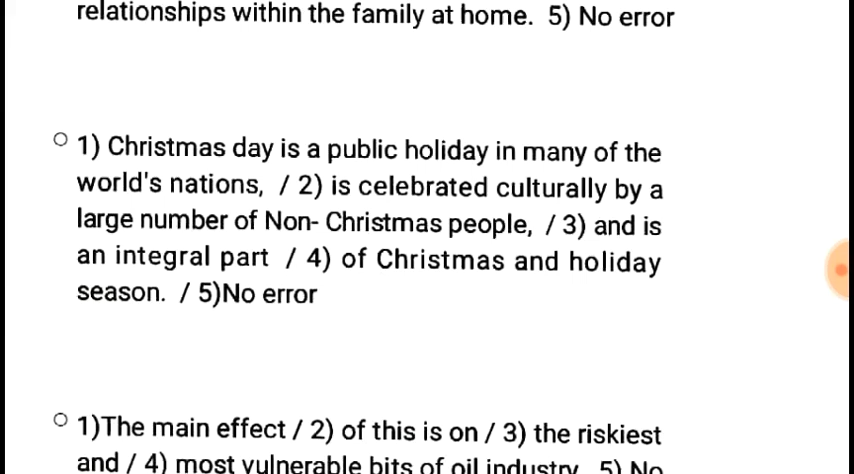 relationships within the family at home. 5) No error
1) Christmas day is a public holiday in many of the
world's nations, / 2) is celebrated culturally by a
large number of Non- Christmas people, / 3) and is
an integral part / 4) of Christmas and holiday
season. / 5)No error
1)The main effect / 2) of this is on / 3) the riskiest
and / 4) most vulnerable bits of oil industry. 5) No